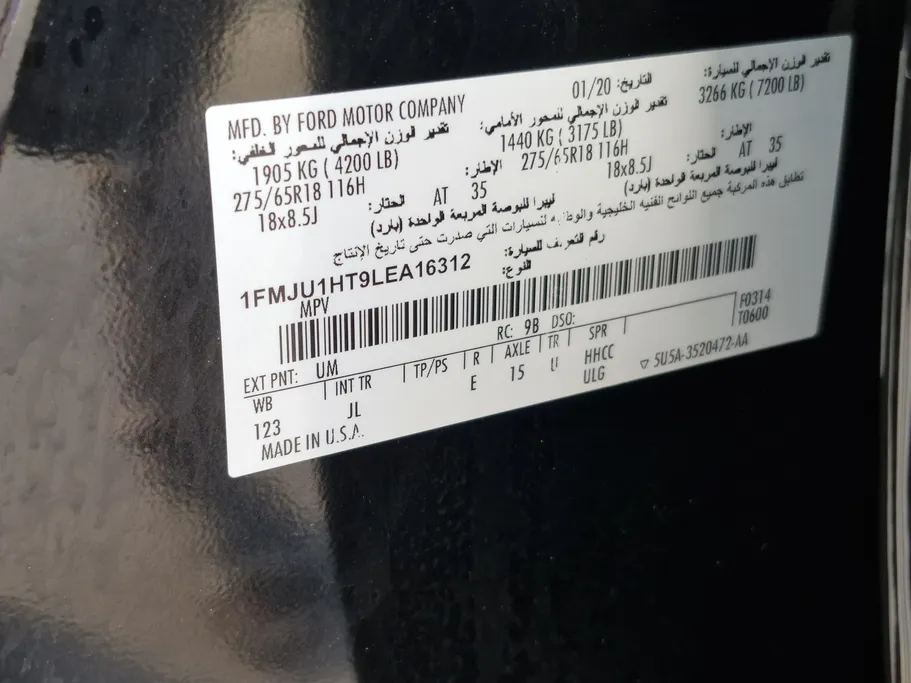 MFD. BY FORD MOTOR COMPANY
التاريخ: 01/20
تقدير الوزن الإجمالي للسيارة:
3266 KG ( 7200 LB)
تقدير الوزن الإجمالي للمحور الخلفي:
1905 KG ( 4200 LB)
تقدير الوزن الإجمالي للمحور الأمامي:
1440 KG ( 3175 LB)
275/65R18 116H الإطار:
275/65R18 116H الإطار:
18x8.5J الحتار: AT 35
18x8.5J الحتار: AT 35
ليبرا للبوصة المربعة الواحدة (بارد)
ليبرا للبوصة المربعة الواحدة (بارد)
تطابق هذه المركبة جميع اللوائح الفنيه الخليجية للسيارات التي صدرت حتى تاريخ الإنتاج
1FMJU1HT9LEA16312 رقم التعريف للسيارة:
MPV النوع:
EXT PNT: UM RC: 9B DSO:
F0314
T0600
WB INT TR TP/PS R AXLE TR SPR
123 JL E 15 U HHCC
ULG
5U5A-3520472-AA
MADE IN U.S.A.